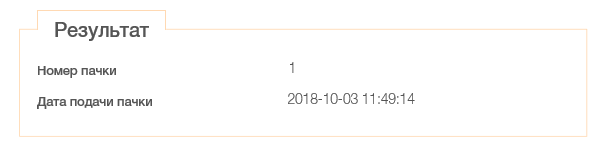 Результат
Номер пачки 1
Дата подачи пачки 2018-10-03 11:49:14